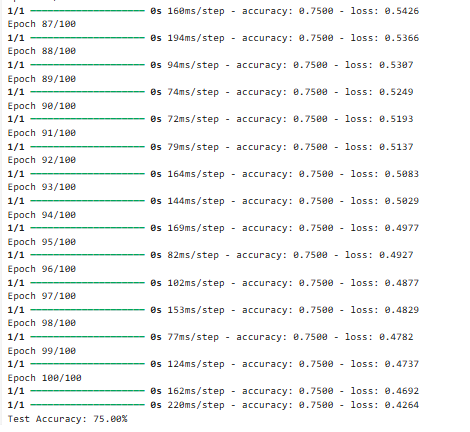 1/1 ━━━━━━━━━━━━━━━━━━━━ 0s 160ms/step - accuracy: 0.7500 - loss: 0.5426
Epoch 87/100
1/1 ━━━━━━━━━━━━━━━━━━━━ 0s 194ms/step - accuracy: 0.7500 - loss: 0.5366
Epoch 88/100
1/1 ━━━━━━━━━━━━━━━━━━━━ 0s 94ms/step - accuracy: 0.7500 - loss: 0.5307
Epoch 89/100
1/1 ━━━━━━━━━━━━━━━━━━━━ 0s 74ms/step - accuracy: 0.7500 - loss: 0.5249
Epoch 90/100
1/1 ━━━━━━━━━━━━━━━━━━━━ 0s 72ms/step - accuracy: 0.7500 - loss: 0.5193
Epoch 91/100
1/1 ━━━━━━━━━━━━━━━━━━━━ 0s 79ms/step - accuracy: 0.7500 - loss: 0.5137
Epoch 92/100
1/1 ━━━━━━━━━━━━━━━━━━━━ 0s 164ms/step - accuracy: 0.7500 - loss: 0.5083
Epoch 93/100
1/1 ━━━━━━━━━━━━━━━━━━━━ 0s 144ms/step - accuracy: 0.7500 - loss: 0.5029
Epoch 94/100
1/1 ━━━━━━━━━━━━━━━━━━━━ 0s 169ms/step - accuracy: 0.7500 - loss: 0.4977
Epoch 95/100
1/1 ━━━━━━━━━━━━━━━━━━━━ 0s 82ms/step - accuracy: 0.7500 - loss: 0.4927
Epoch 96/100
1/1 ━━━━━━━━━━━━━━━━━━━━ 0s 102ms/step - accuracy: 0.7500 - loss: 0.4877
Epoch 97/100
1/1 ━━━━━━━━━━━━━━━━━━━━ 0s 153ms/step - accuracy: 0.7500 - loss: 0.4829
Epoch 98/100
1/1 ━━━━━━━━━━━━━━━━━━━━ 0s 77ms/step - accuracy: 0.7500 - loss: 0.4782
Epoch 99/100
1/1 ━━━━━━━━━━━━━━━━━━━━ 0s 124ms/step - accuracy: 0.7500 - loss: 0.4737
Epoch 100/100
1/1 ━━━━━━━━━━━━━━━━━━━━ 0s 162ms/step - accuracy: 0.7500 - loss: 0.4692
1/1 ━━━━━━━━━━━━━━━━━━━━ 0s 220ms/step - accuracy: 0.7500 - loss: 0.4264
Test Accuracy: 75.00%